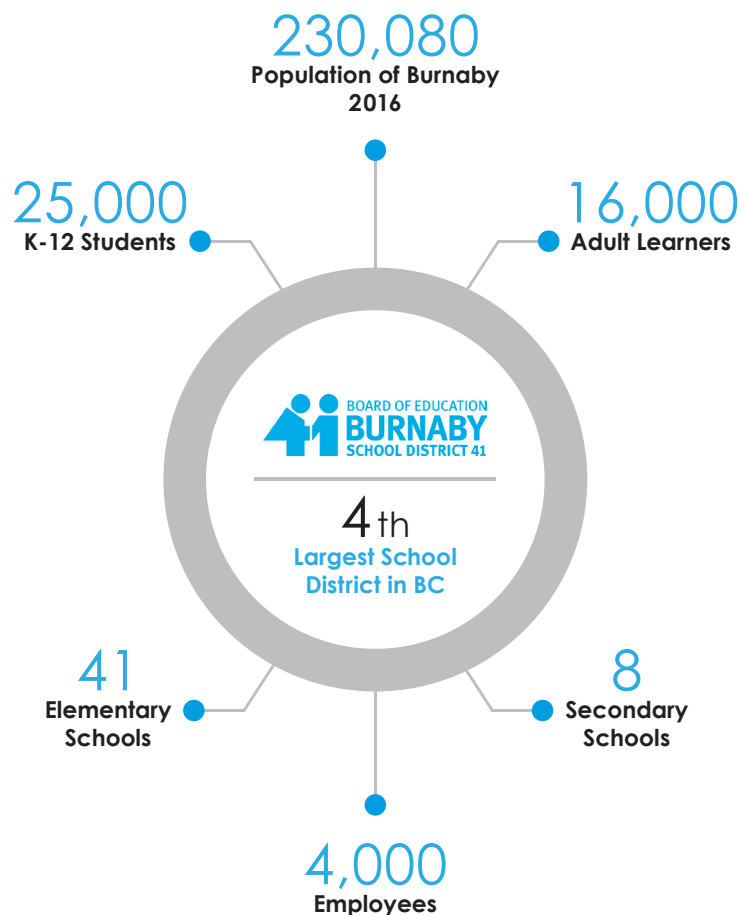 230,080
Population of Burnaby
2016
25,000
K-12 Students
16,000
Adult Learners
41 BOARD OF EDUCATION
BURNABY
SCHOOL DISTRICT 41
4th
Largest School
District in BC
41
Elementary
Schools
8
Secondary
Schools
4,000
Employees